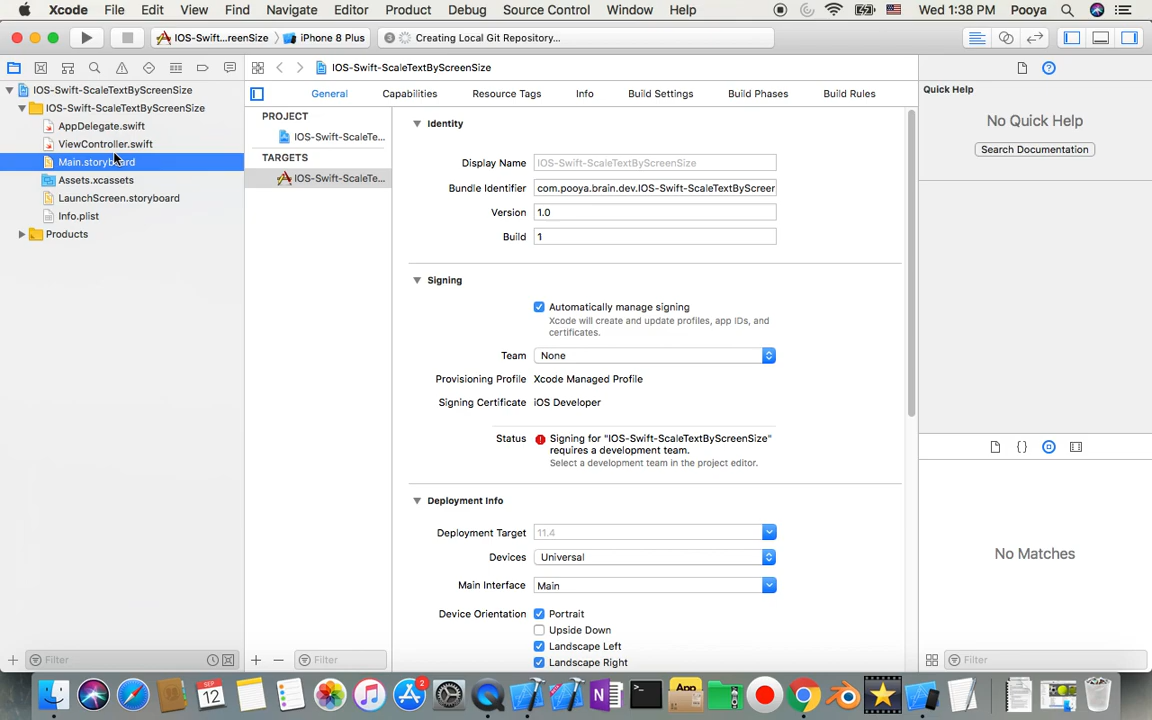 Xcode File Edit View Find Navigate Editor Product Debug Source Control Window Help Wed 1:38 PM Pooya
IOS-Swift...reenSize iPhone 8 Plus 3 Creating Local Git Repository...
IOS-Swift-ScaleTextByScreenSize
IOS-Swift-ScaleTextByScreenSize
AppDelegate.swift
ViewController.swift
Main.storyboard
Assets.xcassets
LaunchScreen.storyboard
Info.plist
Products
Filter
IOS-Swift-ScaleTextByScreenSize
General Capabilities Resource Tags Info Build Settings Build Phases Build Rules
PROJECT
IOS-Swift-ScaleTe...
TARGETS
IOS-Swift-ScaleTe...
Filter
Identity
Display Name IOS-Swift-ScaleTextByScreenSize
Bundle Identifier com.pooya.brain.dev.IOS-Swift-ScaleTextByScreer
Version 1.0
Build 1
Signing
Automatically manage signing
Xcode will create and update profiles, app IDs, and
certificates.
Team None
Provisioning Profile Xcode Managed Profile
Signing Certificate iOS Developer
Status Signing for "IOS-Swift-ScaleTextByScreenSize"
requires a development team.
Select a development team in the project editor.
Deployment Info
Deployment Target 11.4
Devices Universal
Main Interface Main
Device Orientation Portrait
Upside Down
Landscape Left
Landscape Right
Quick Help
No Quick Help
Search Documentation
No Matches
Filter
SEP
12
2
App